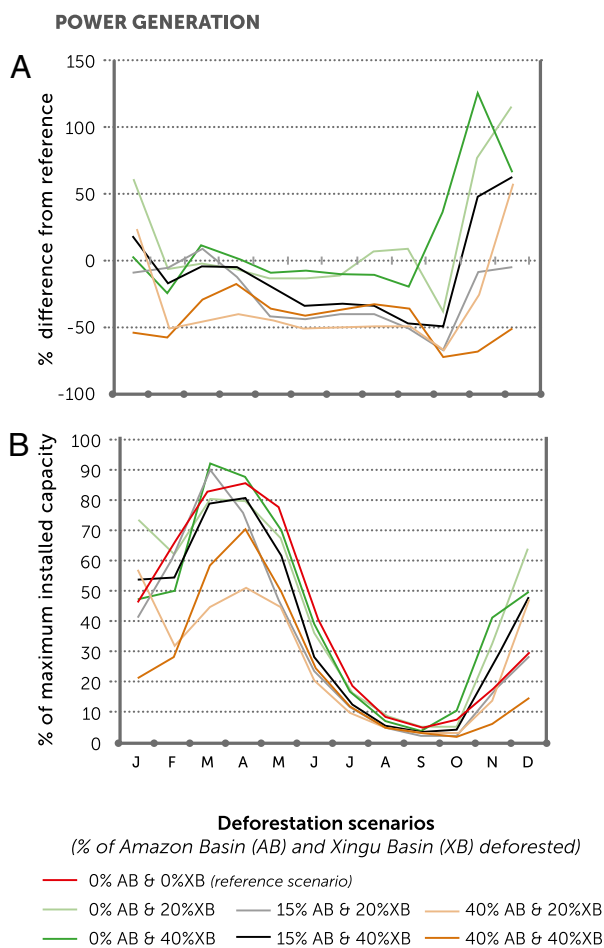 POWER GENERATION
A
% difference from reference
150
100
50
0
-50
-100
B
% of maximum installed capacity
100
90
80
70
60
50
40
30
20
10
0
J F M A M J J A S O N D
Deforestation scenarios
(% of Amazon Basin (AB) and Xingu Basin (XB) deforested)
0% AB & 0%XB (reference scenario)
0% AB & 20%XB 15% AB & 20%XB 40% AB & 20%XB
0% AB & 40%XB 15% AB & 40%XB 40% AB & 40%XB